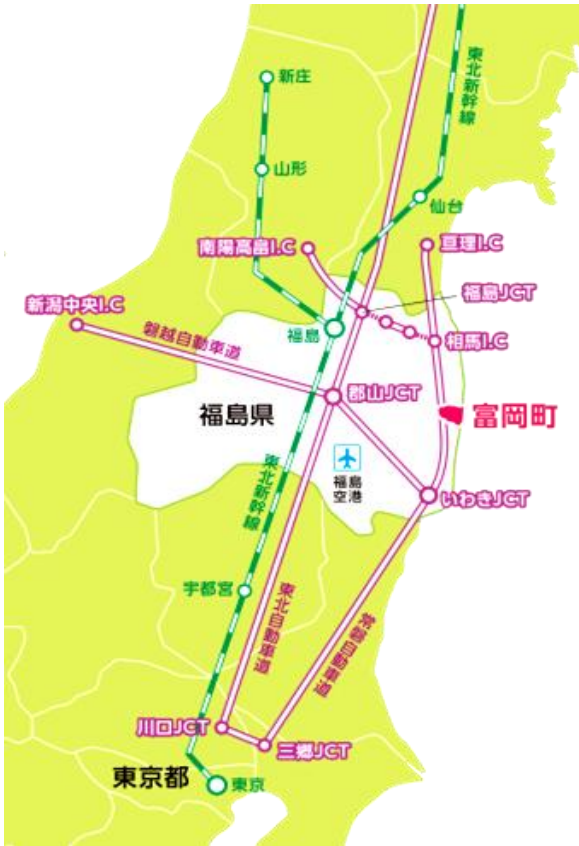 東北新幹線
新庄
山形
仙台
南陽高畠I.C
亘理I.C
福島JCT
新潟中央I.C
福島
相馬I.C
磐越自動車道
郡山JCT
福島県
富岡町
福島
空港
東北新幹線
いわきJCT
宇都宮
東北自動車道
常磐自動車道
川口JCT
三郷JCT
東京都
東京